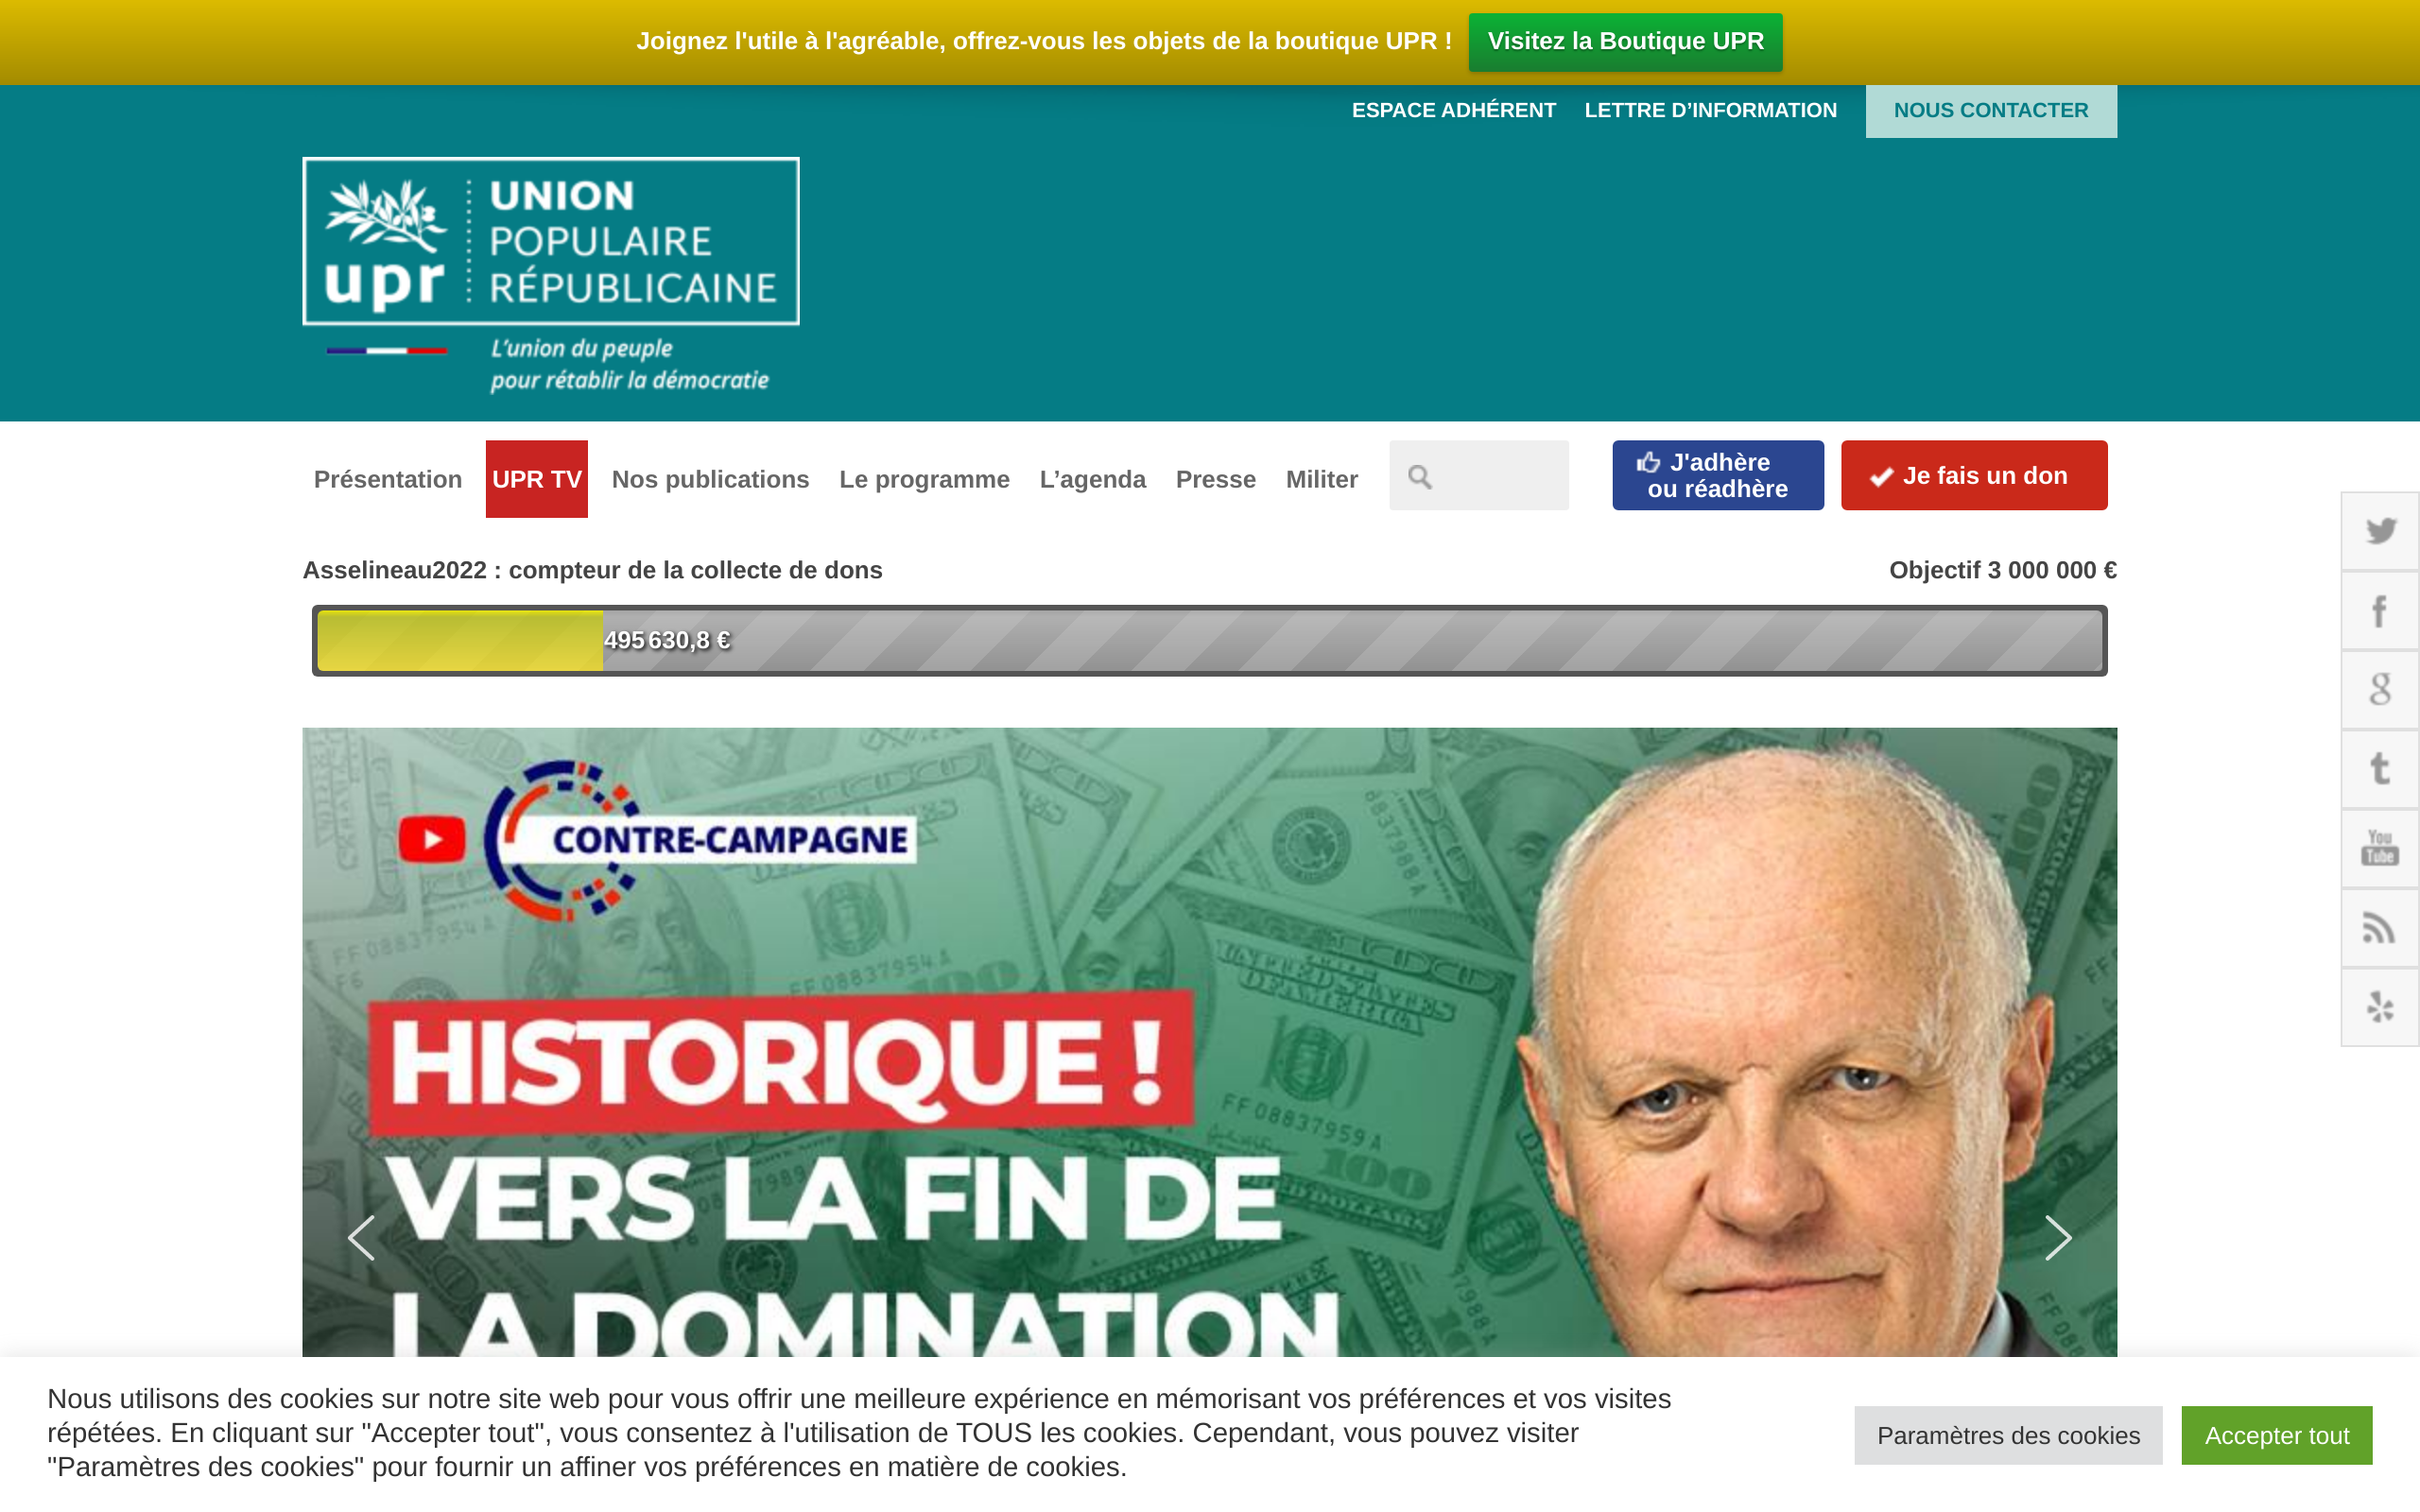 Joignez l'utile à l'agréable, offrez-vous les objets de la boutique UPR !
Visitez la Boutique UPR
ESPACE ADHÉRENT
LETTRE D’INFORMATION
NOUS CONTACTER
upr
UNION
POPULAIRE
RÉPUBLICAINE
L’union du peuple
pour rétablir la démocratie
Présentation
UPR TV
Nos publications
Le programme
L’agenda
Presse
Militer
J'adhère
ou réadhère
Je fais un don
Asselineau2022 : compteur de la collecte de dons
Objectif 3 000 000 €
495 630,8 €
CONTRE-CAMPAGNE
HISTORIQUE !
VERS LA FIN DE
LA DOMINATION
FF08837954A
FF08837954A
FF08837959A
You
Tube
Nous utilisons des cookies sur notre site web pour vous offrir une meilleure expérience en mémorisant vos préférences et vos visites
répétées. En cliquant sur "Accepter tout", vous consentez à l'utilisation de TOUS les cookies. Cependant, vous pouvez visiter
"Paramètres des cookies" pour fournir un affiner vos préférences en matière de cookies.
Paramètres des cookies
Accepter tout